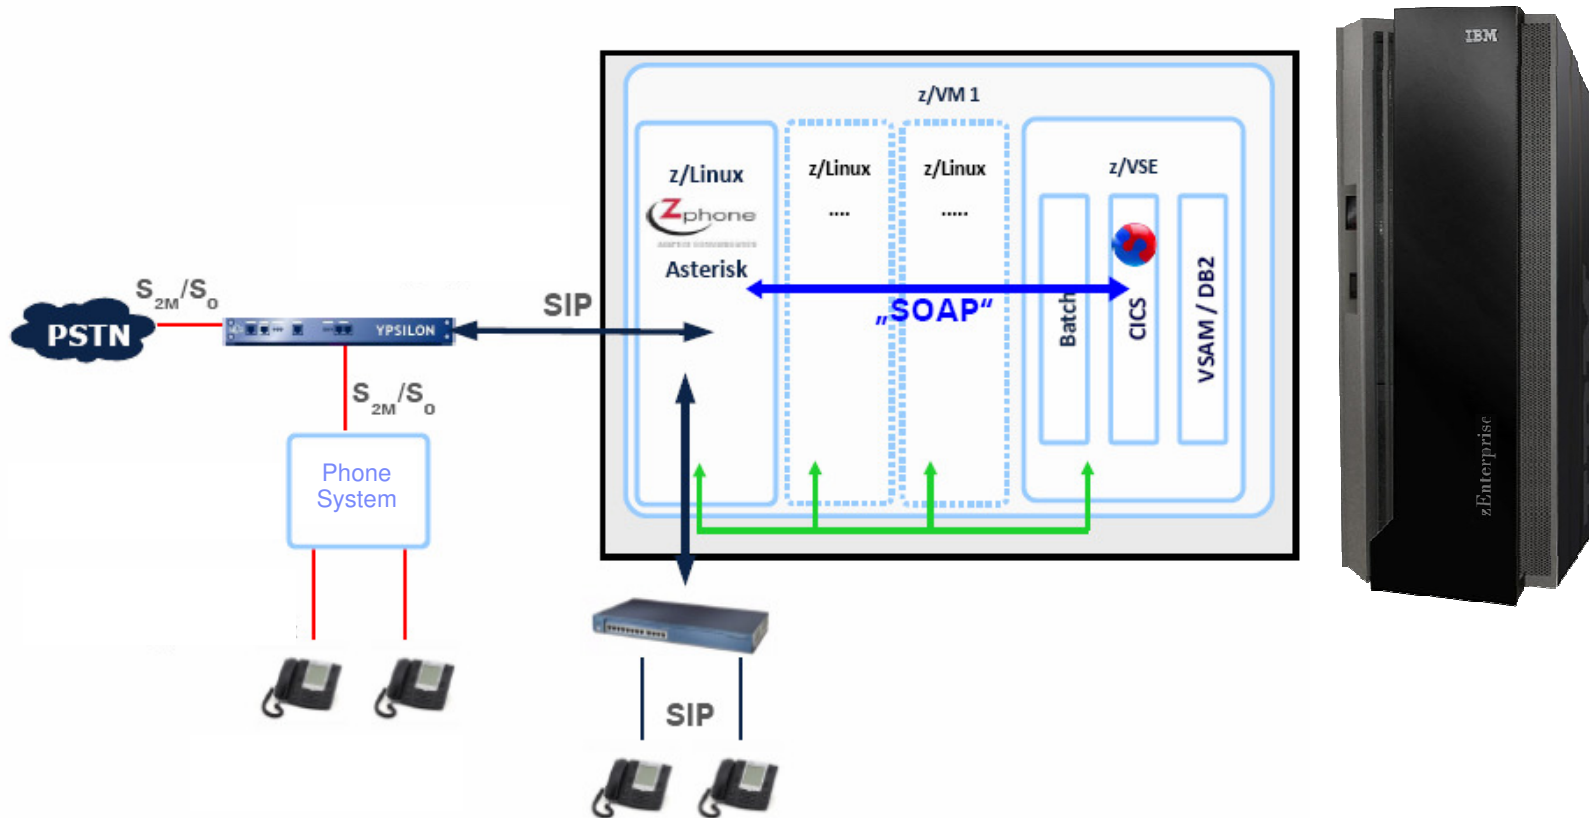 IBM
z/VM 1
z/Linux
Zphone
Asterisk
z/Linux
....
z/Linux
.....
z/VSE
Batch
CICS
VSAM / DB2
„SOAP“
S2M/S0
PSTN
YPSILON
SIP
S2M/S0
Phone
System
SIP
zEnterprise